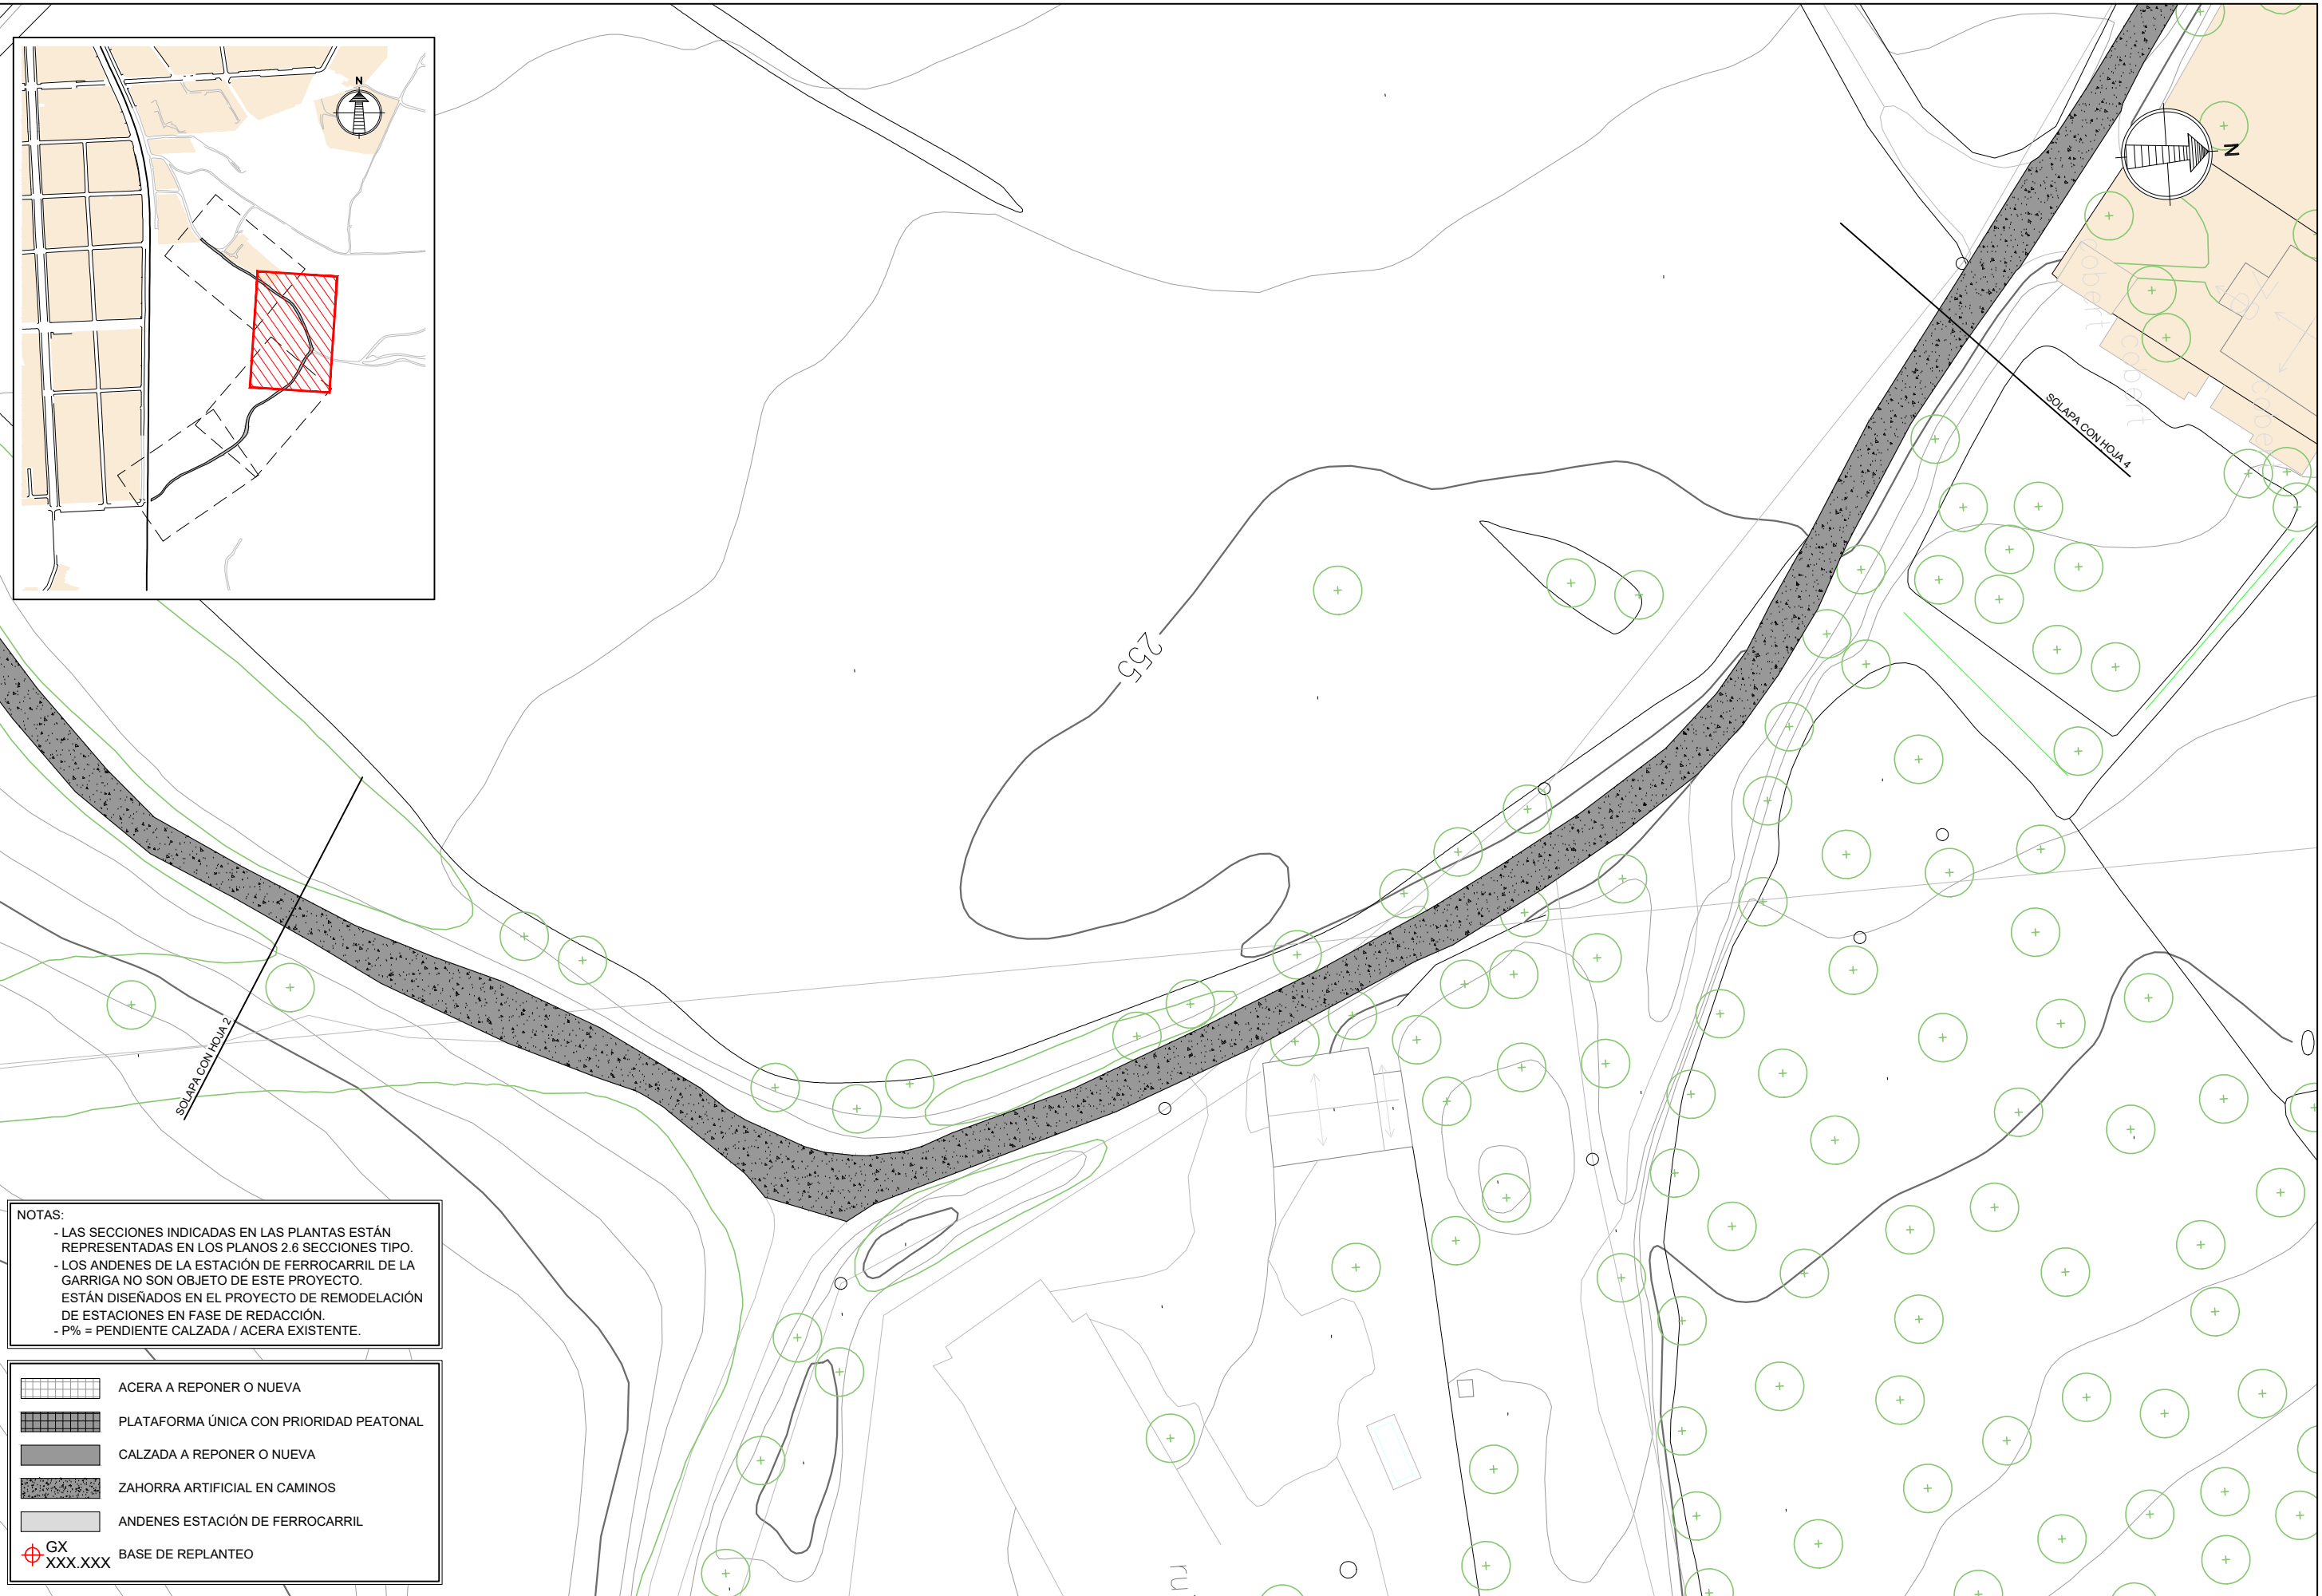 N
N
cobert
cobert
SOLAPA CON HOJA 4
255
SOLAPA CON HOJA 2
NOTAS:
- LAS SECCIONES INDICADAS EN LAS PLANTAS ESTÁN
REPRESENTADAS EN LOS PLANOS 2.6 SECCIONES TIPO.
- LOS ANDENES DE LA ESTACIÓN DE FERROCARRIL DE LA
GARRIGA NO SON OBJETO DE ESTE PROYECTO.
ESTÁN DISEÑADOS EN EL PROYECTO DE REMODELACIÓN
DE ESTACIONES EN FASE DE REDACCIÓN.
- P% = PENDIENTE CALZADA / ACERA EXISTENTE.
ACERA A REPONER O NUEVA
PLATAFORMA ÚNICA CON PRIORIDAD PEATONAL
CALZADA A REPONER O NUEVA
ZAHORRA ARTIFICIAL EN CAMINOS
ANDENES ESTACIÓN DE FERROCARRIL
GX
XXX.XXX BASE DE REPLANTEO